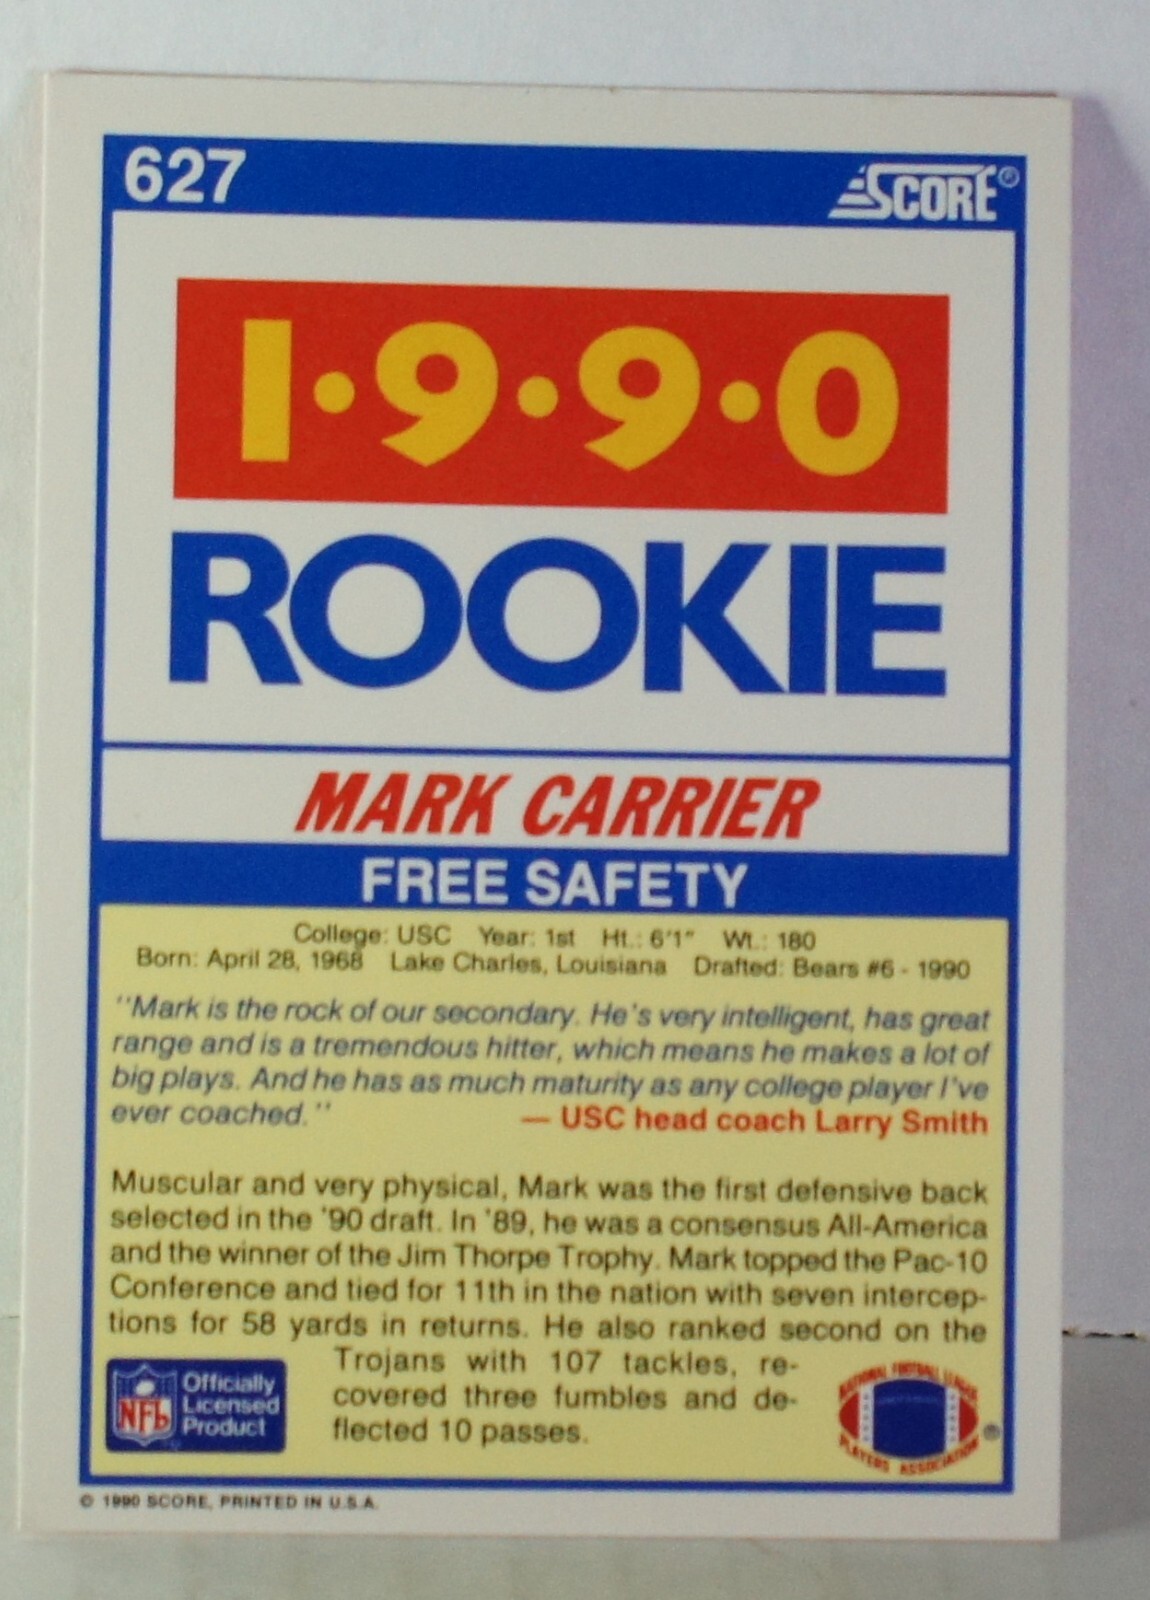 627
SCORE®
1•9•9•0
ROOKIE
MARK CARRIER
FREE SAFETY
College: USC Year: 1st Ht.: 6'1" Wt.: 180
Born: April 28, 1968 Lake Charles, Louisiana Drafted: Bears #6 - 1990
"Mark is the rock of our secondary. He's very intelligent, has great
range and is a tremendous hitter, which means he makes a lot of
big plays. And he has as much maturity as any college player I've
ever coached." — USC head coach Larry Smith
Muscular and very physical, Mark was the first defensive back
selected in the '90 draft. In '89, he was a consensus All-America
and the winner of the Jim Thorpe Trophy. Mark topped the Pac-10
Conference and tied for 11th in the nation with seven intercep-
tions for 58 yards in returns. He also ranked second on the
Trojans with 107 tackles, re-
covered three fumbles and de-
flected 10 passes.
NFL
Officially
Licensed
Product
NATIONAL FOOTBALL LEAGUE
PLAYERS ASSOCIATION
®
© 1990 SCORE, PRINTED IN U.S.A.